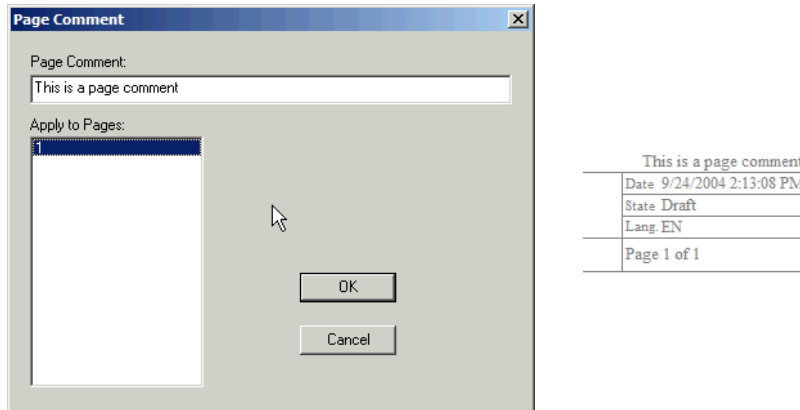 Page Comment
Page Comment:
This is a page comment
Apply to Pages:
1
OK
Cancel
This is a page comment
Date 9/24/2004 2:13:08 PM
State Draft
Lang. EN
Page 1 of 1